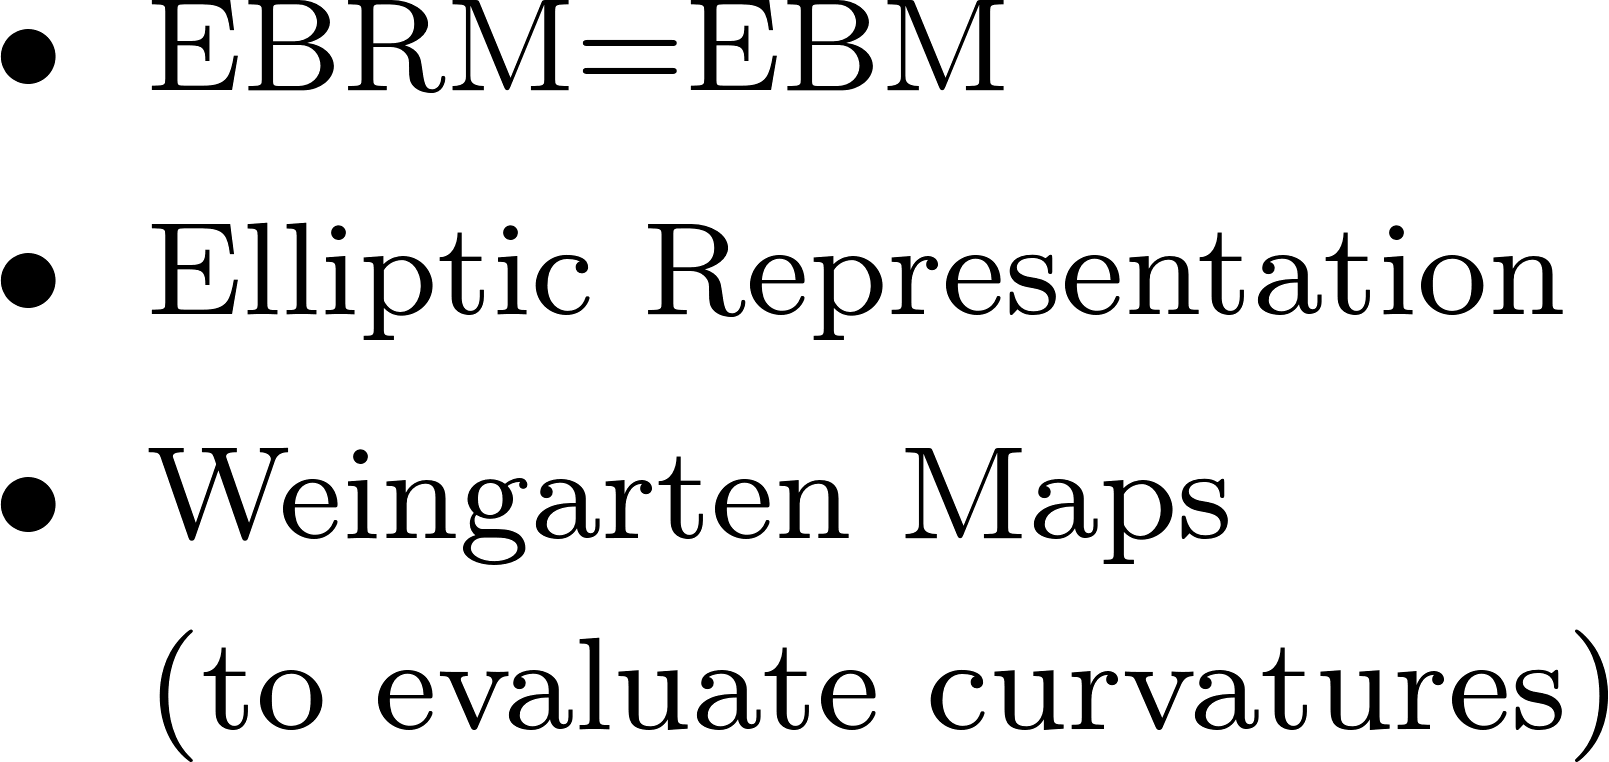 • EBRM=EBM
• Elliptic Representation
• Weingarten Maps
(to evaluate curvatures)